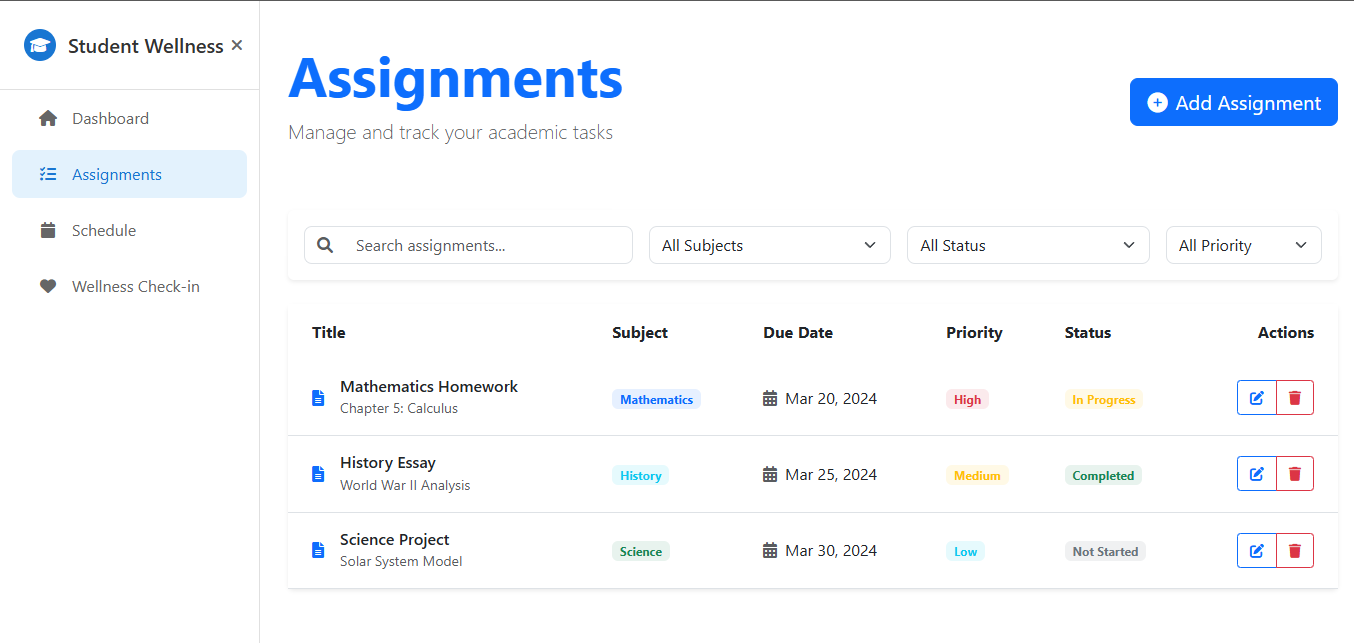 Student Wellness ×
Dashboard
Assignments
Schedule
Wellness Check-in
Assignments
Manage and track your academic tasks
Add Assignment
Search assignments...
All Subjects
All Status
All Priority
Title Subject Due Date Priority Status Actions
Mathematics Homework
Chapter 5: Calculus
Mathematics Mar 20, 2024 High In Progress
History Essay
World War II Analysis
History Mar 25, 2024 Medium Completed
Science Project
Solar System Model
Science Mar 30, 2024 Low Not Started